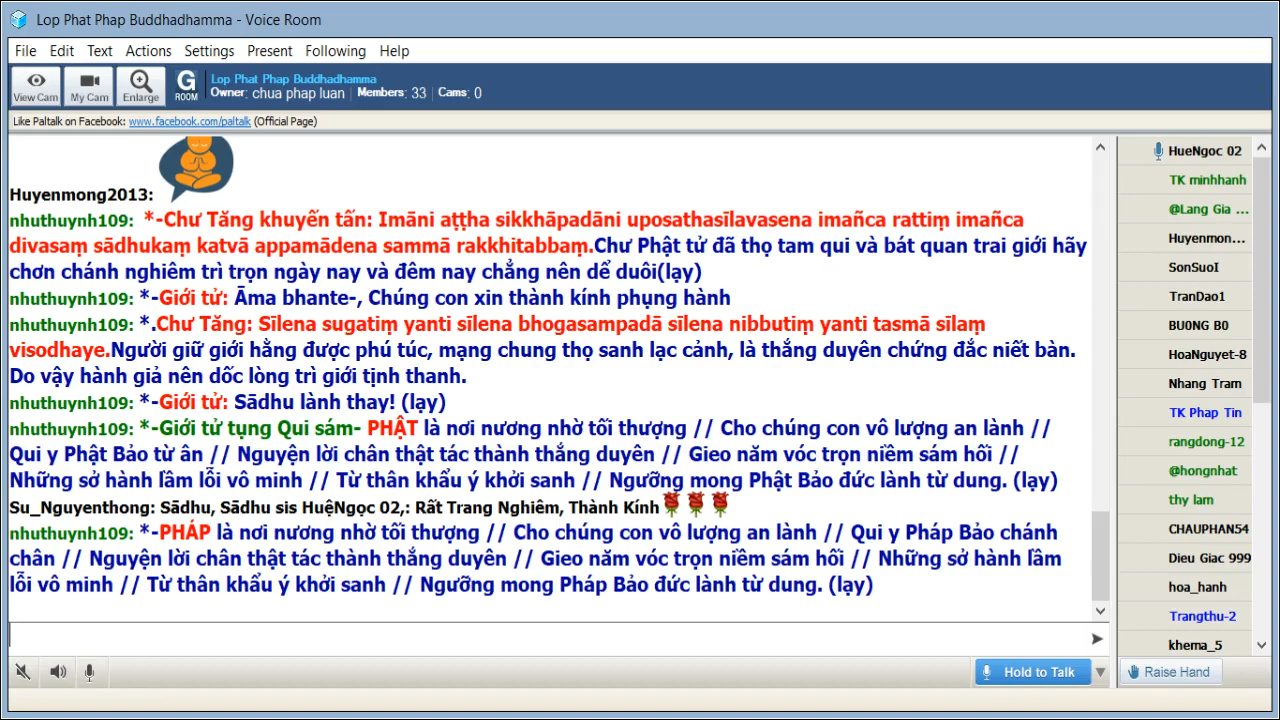 Lop Phat Phap Buddhadhamma - Voice Room
File Edit Text Actions Settings Present Following Help
View Cam My Cam Enlarge G ROOM
Lop Phat Phap Buddhadhamma
Owner: chua phap luan Members: 33 Cams: 0
Like Paltalk on Facebook: www.facebook.com/paltalk (Official Page)
Huyenmong2013:
nhuthuynh109: *-Chư Tăng khuyến tấn: Imāni aṭṭha sikkhāpadāni uposathasīlavasena imañca rattiṃ imañca
divasaṃ sādhukaṃ katvā appamādena sammā rakkhitabbaṃ.Chư Phật tử đã thọ tam qui và bát quan trai giới hãy
chơn chánh nghiêm trì trọn ngày nay và đêm nay chẳng nên dể duôi(lạy)
nhuthuynh109: *-Giới tử: Āma bhante-, Chúng con xin thành kính phụng hành
nhuthuynh109: *.Chư Tăng: Sīlena sugatiṃ yanti sīlena bhogasampadā sīlena nibbutiṃ yanti tasmā sīlaṃ
visodhaye.Người giữ giới hằng được phú túc, mạng chung thọ sanh lạc cảnh, là thắng duyên chứng đắc niết bàn.
Do vậy hành giả nên dốc lòng trì giới tịnh thanh.
nhuthuynh109: *-Giới tử: Sādhu lành thay! (lạy)
nhuthuynh109: *-Giới tử tụng Qui sám- PHẬT là nơi nương nhờ tối thượng // Cho chúng con vô lượng an lành //
Qui y Phật Bảo từ ân // Nguyện lời chân thật tác thành thắng duyên // Gieo năm vóc trọn niềm sám hối //
Những sở hành lầm lỗi vô minh // Từ thân khẩu ý khởi sanh // Ngưỡng mong Phật Bảo đức lành từ dung. (lạy)
Su_Nguyenthong: Sādhu, Sādhu sis HuệNgọc 02,: Rất Trang Nghiêm, Thành Kính
nhuthuynh109: *-PHÁP là nơi nương nhờ tối thượng // Cho chúng con vô lượng an lành // Qui y Pháp Bảo chánh
chân // Nguyện lời chân thật tác thành thắng duyên // Gieo năm vóc trọn niềm sám hối // Những sở hành lầm
lỗi vô minh // Từ thân khẩu ý khởi sanh // Ngưỡng mong Pháp Bảo đức lành từ dung. (lạy)
Hold to Talk
HueNgoc 02
TK minhhanh
@Lang Gia ...
Huyenmon...
SonSuoI
TranDao1
BU0NG B0
HoaNguyet-8
Nhang Tram
TK Phap Tin
rangdong-12
@hongnhat
thy lam
CHAUPHAN54
Dieu Giac 999
hoa_hanh
Trangthu-2
khema_5
Raise Hand